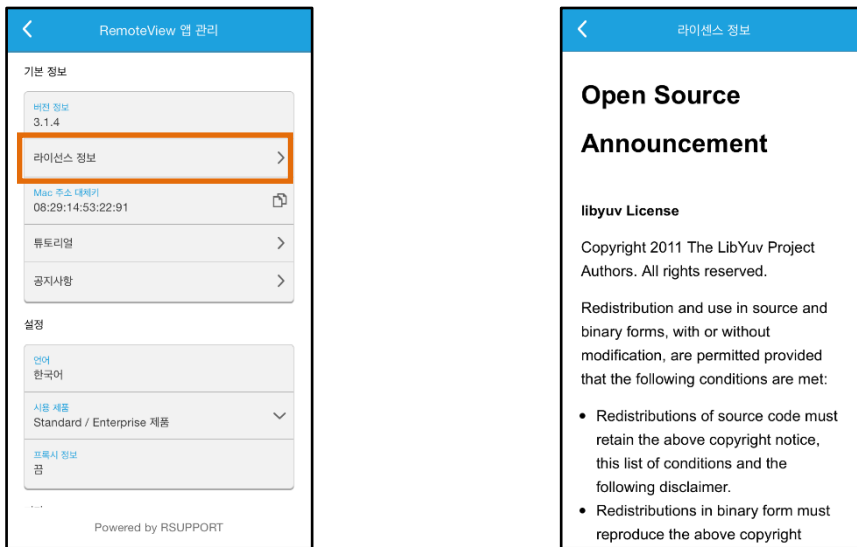 RemoteView 앱 관리
기본 정보
버전 정보
3.1.4
라이선스 정보
Mac 주소 대체키
08:29:14:53:22:91
튜토리얼
공지사항
설정
언어
한국어
사용 제품
Standard / Enterprise 제품
프록시 정보
끔
Powered by RSUPPORT
라이센스 정보
Open Source
Announcement
libyuv License
Copyright 2011 The LibYuv Project
Authors. All rights reserved.
Redistribution and use in source and
binary forms, with or without
modification, are permitted provided
that the following conditions are met:
• Redistributions of source code must
retain the above copyright notice,
this list of conditions and the
following disclaimer.
• Redistributions in binary form must
reproduce the above copyright